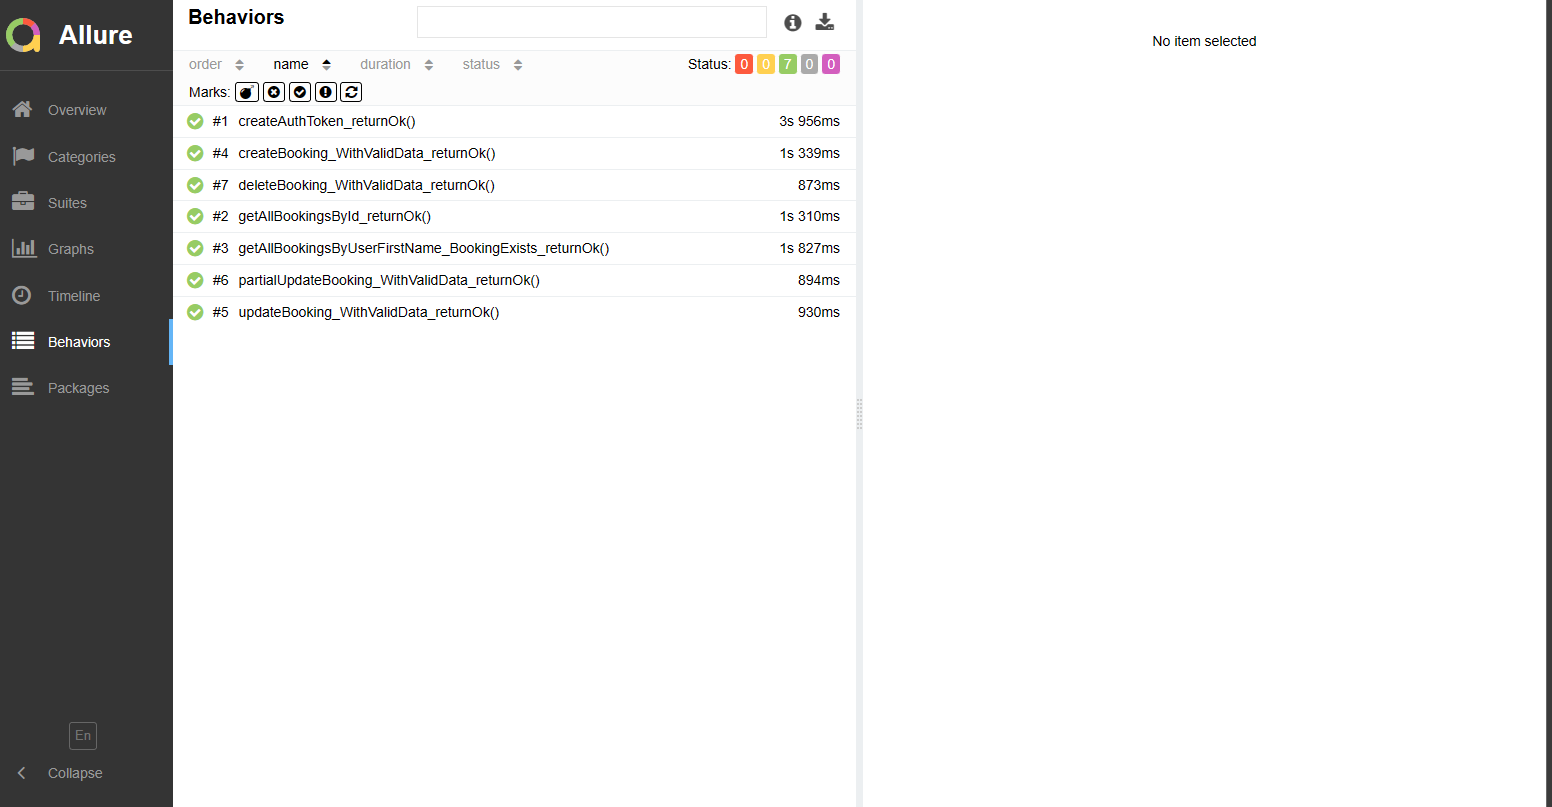 Allure
Overview
Categories
Suites
Graphs
Timeline
Behaviors
Packages
En
Collapse
Behaviors
order name duration status Status: 0 0 7 0 0
Marks:
#1 createAuthToken_returnOk() 3s 956ms
#4 createBooking_WithValidData_returnOk() 1s 339ms
#7 deleteBooking_WithValidData_returnOk() 873ms
#2 getAllBookingsById_returnOk() 1s 310ms
#3 getAllBookingsByUserFirstName_BookingExists_returnOk() 1s 827ms
#6 partialUpdateBooking_WithValidData_returnOk() 894ms
#5 updateBooking_WithValidData_returnOk() 930ms
No item selected